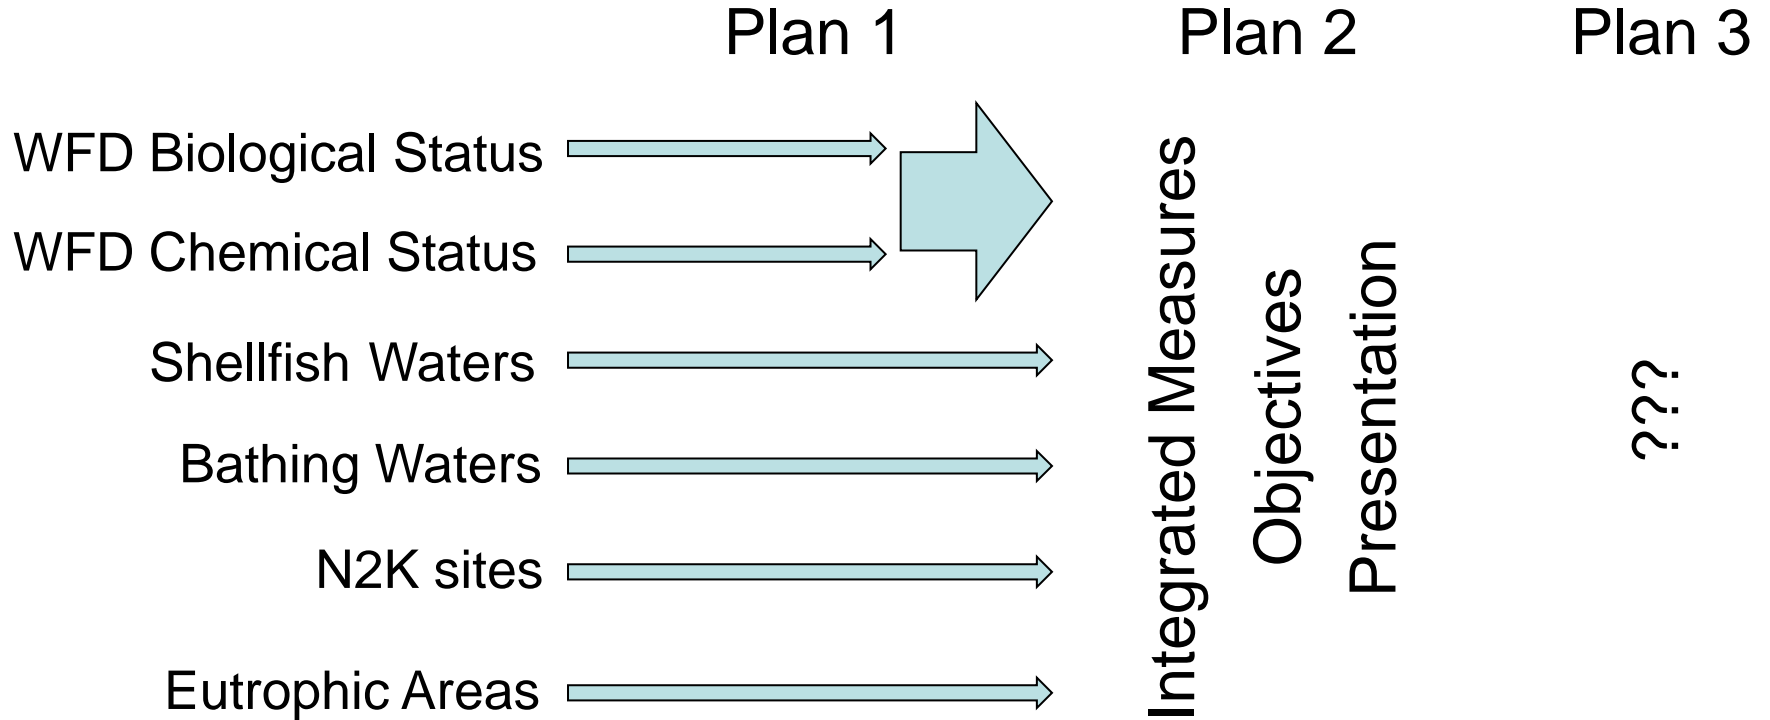 Plan 1
Plan 2
Plan 3
WFD Biological Status
WFD Chemical Status
Shellfish Waters
Bathing Waters
N2K sites
Eutrophic Areas
Integrated Measures
Objectives
Presentation
???